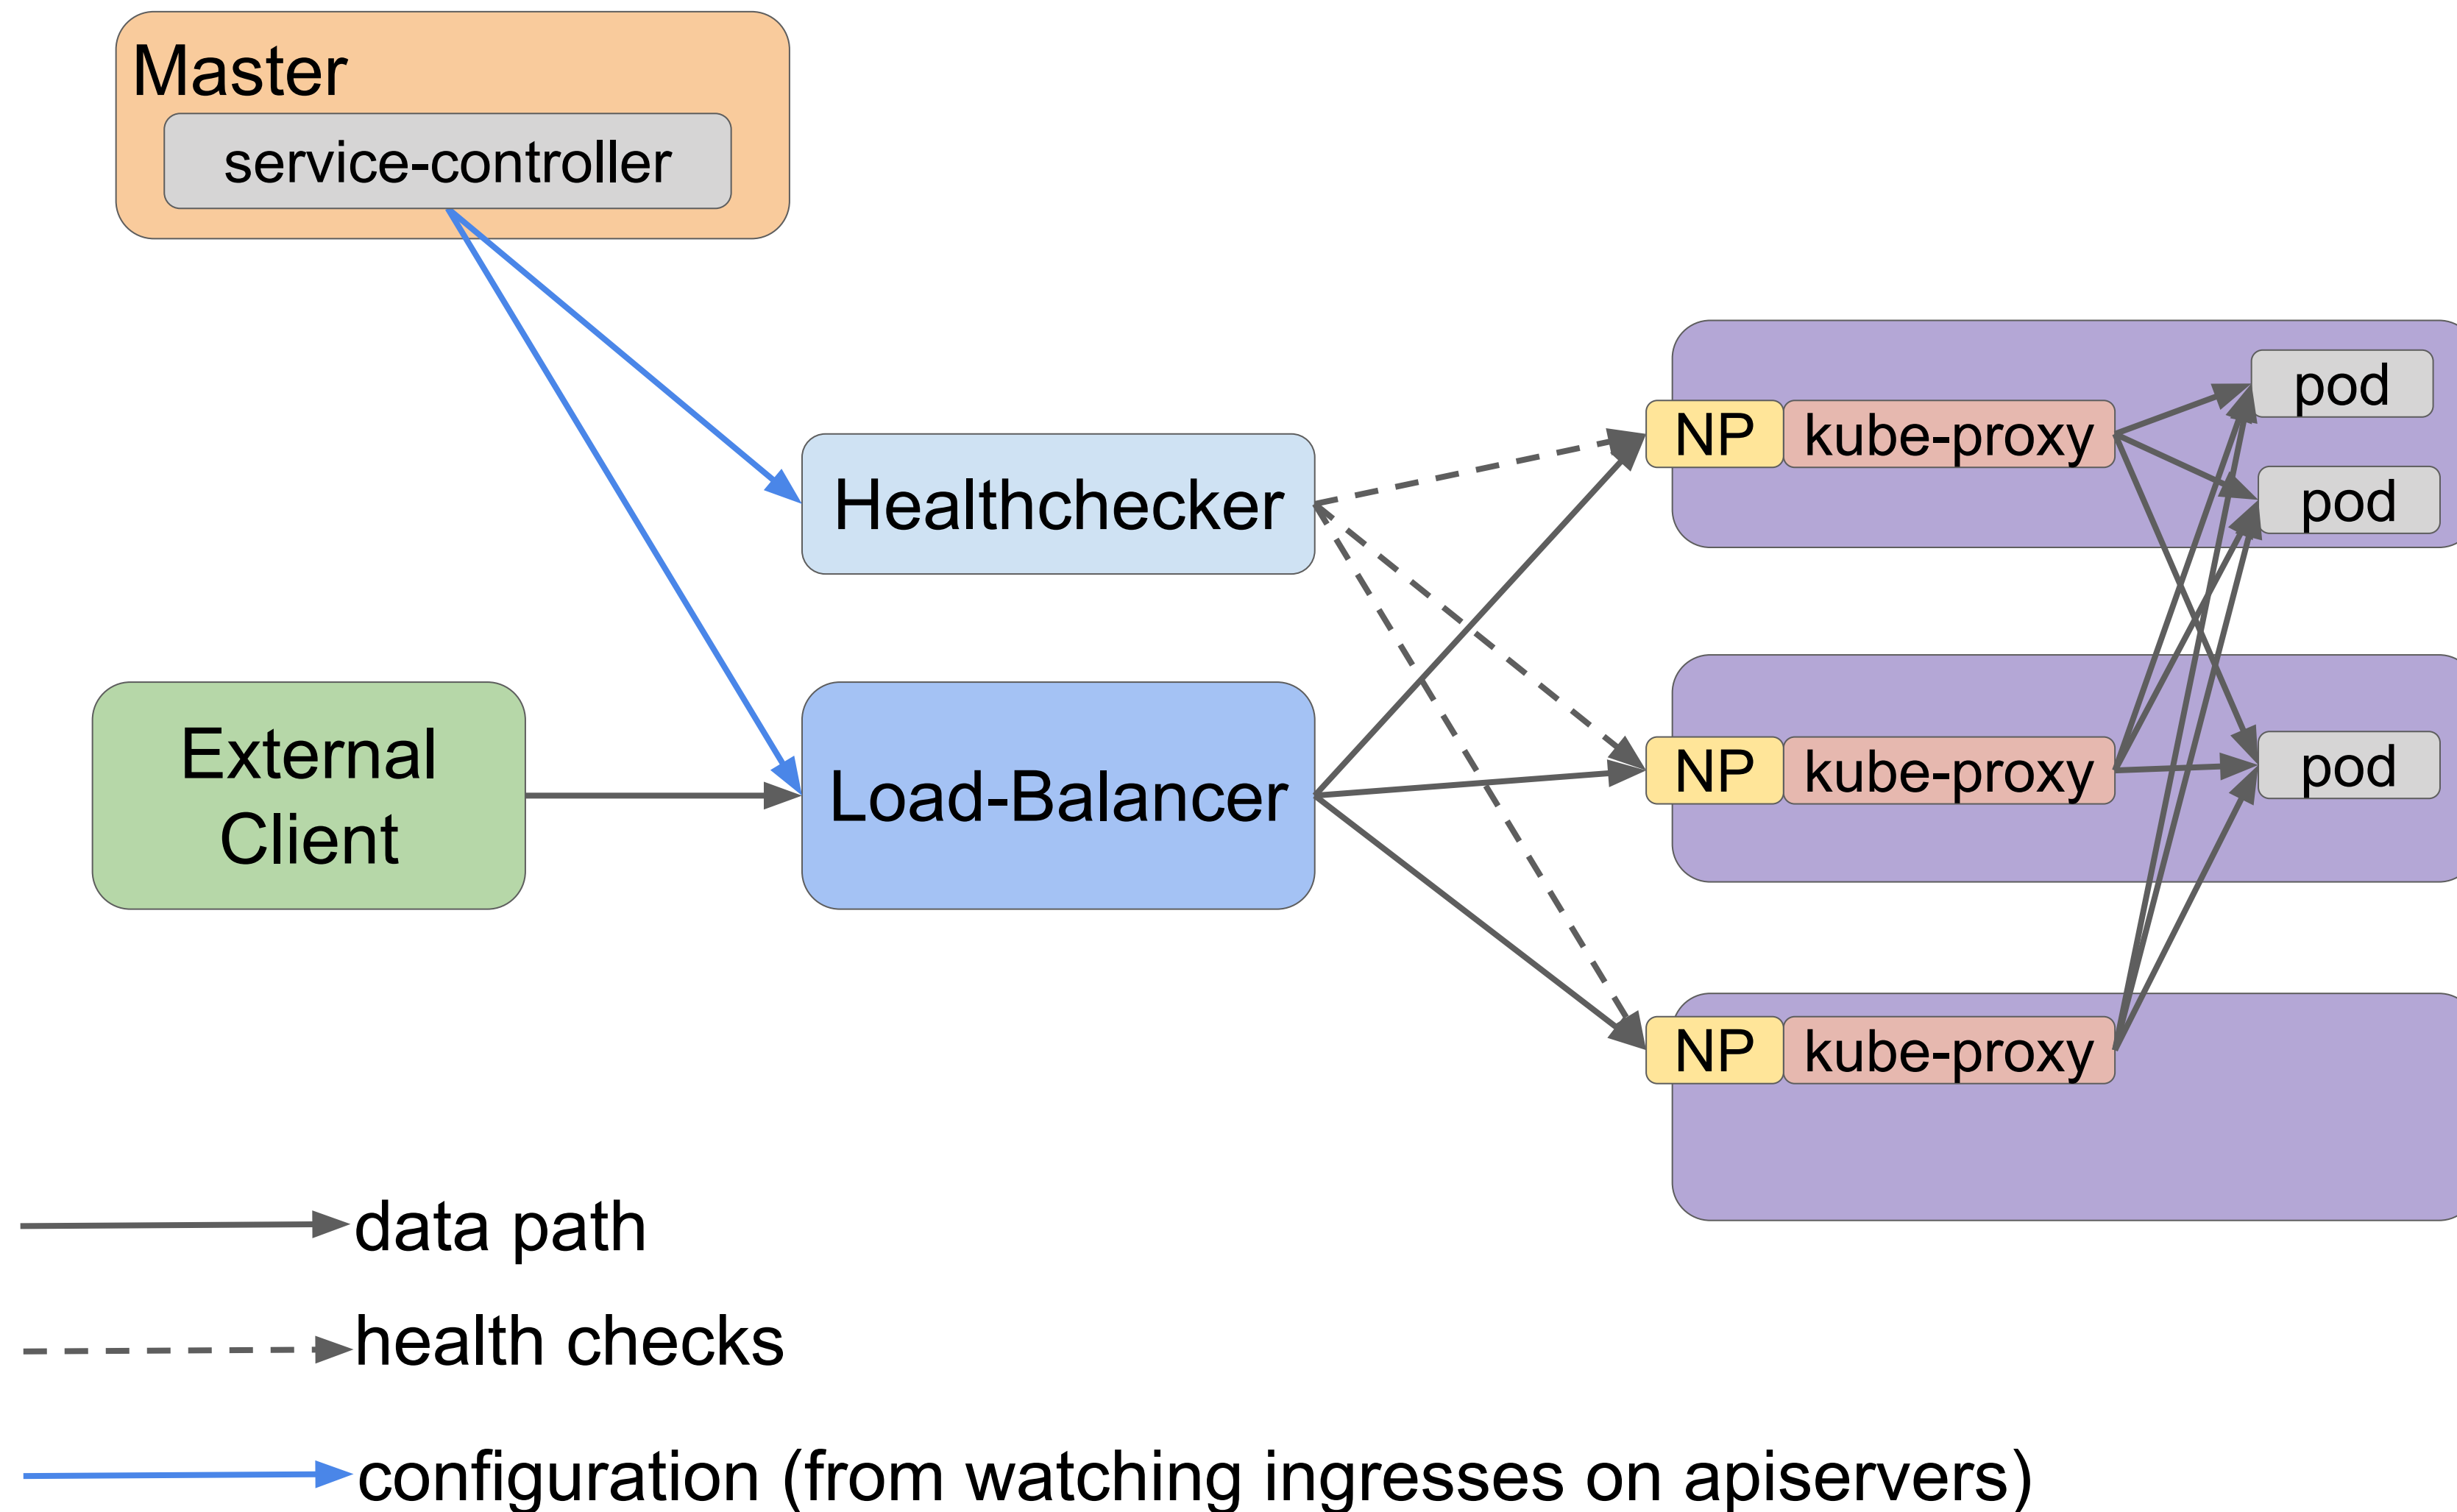 Master
service-controller
Healthchecker
External
Client
Load-Balancer
NP
kube-proxy
pod
pod
NP
kube-proxy
pod
NP
kube-proxy
data path
health checks
configuration (from watching ingresses on apiservers)